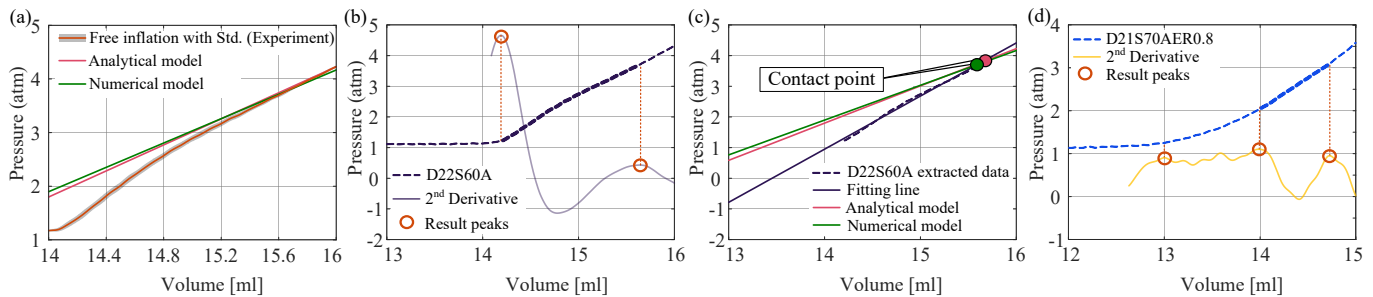 (a)
5
4
3
2
1
Pressure (atm)
Free inflation with Std. (Experiment)
Analytical model
Numerical model
14
14.4
14.8
15.2
15.6
16
Volume [ml]
(b)
5
4
3
2
1
0
-1
-2
Pressure (atm)
D22S60A
2nd Derivative
Result peaks
13
14
15
16
Volume [ml]
(c)
5
4
3
2
1
0
-1
-2
Pressure (atm)
Contact point
D22S60A extracted data
Fitting line
Analytical model
Numerical model
13
14
15
16
Volume [ml]
(d)
4
3
2
1
0
-1
Pressure (atm)
D21S70AER0.8
2nd Derivative
Result peaks
12
13
14
15
Volume [ml]